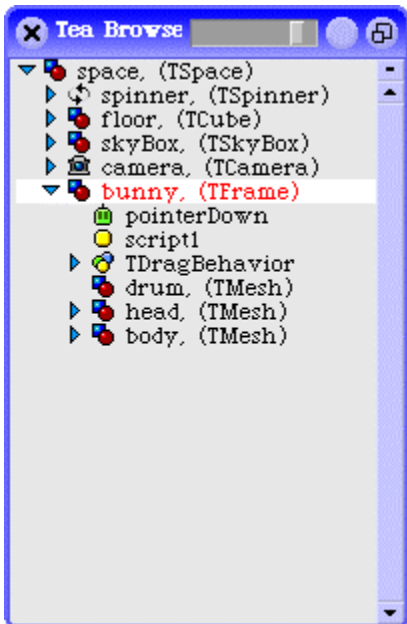 Tea Browse
space, (TSpace)
spinner, (TSpinner)
floor, (TCube)
skyBox, (TSkyBox)
camera, (TCamera)
bunny, (TFrame)
pointerDown
script1
TDragBehavior
drum, (TMesh)
head, (TMesh)
body, (TMesh)